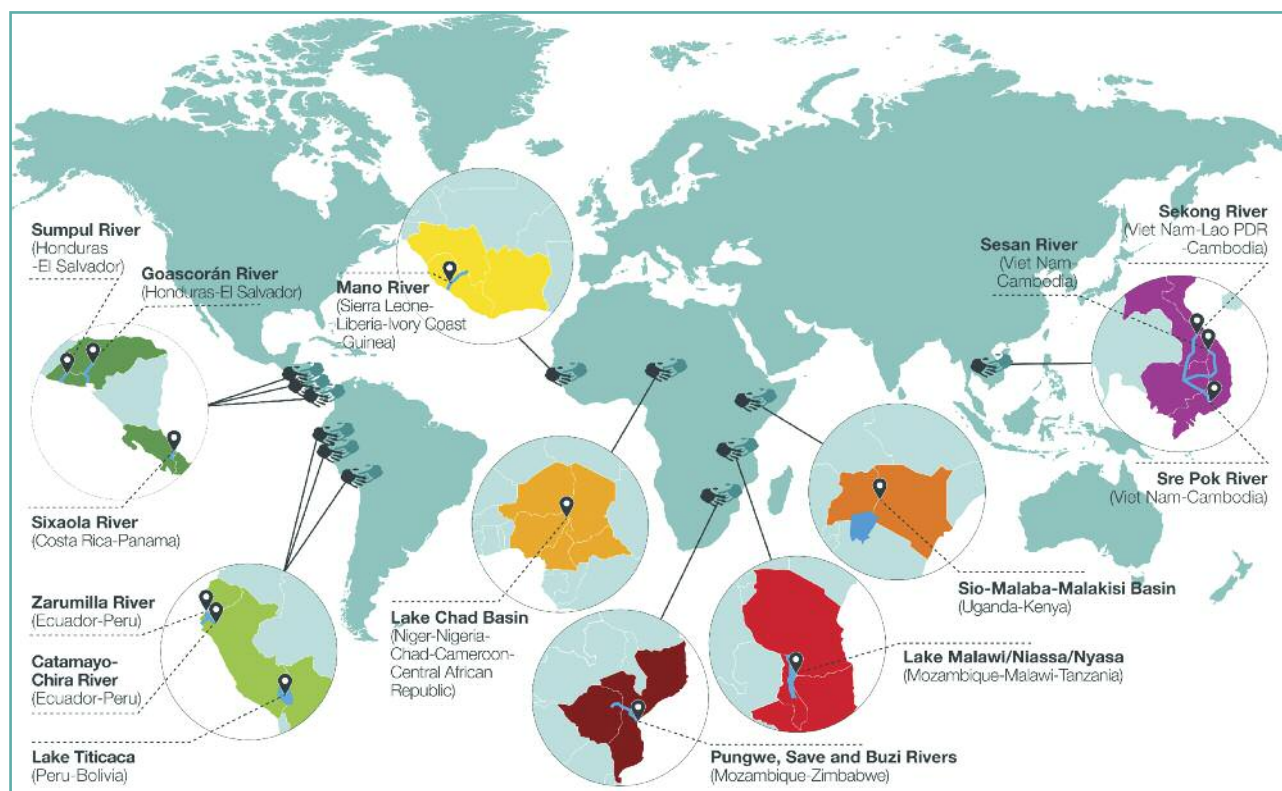 Sumpul River
(Honduras
-El Salvador)
Goascorán River
(Honduras-El Salvador)
Mano River
(Sierra Leone-
Liberia-Ivory Coast
-Guinea)
Sekong River
(Viet Nam-Lao PDR
-Cambodia)
Sesan River
(Viet Nam-
Cambodia)
Sre Pok River
(Viet Nam-Cambodia)
Sixaola River
(Costa Rica-Panama)
Zarumilla River
(Ecuador-Peru)
Catamayo-
Chira River
(Ecuador-Peru)
Lake Titicaca
(Peru-Bolivia)
Lake Chad Basin
(Niger-Nigeria-
Chad-Cameroon-
Central African
Republic)
Sio-Malaba-Malakisi Basin
(Uganda-Kenya)
Lake Malawi/Niassa/Nyasa
(Mozambique-Malawi-Tanzania)
Pungwe, Save and Buzi Rivers
(Mozambique-Zimbabwe)